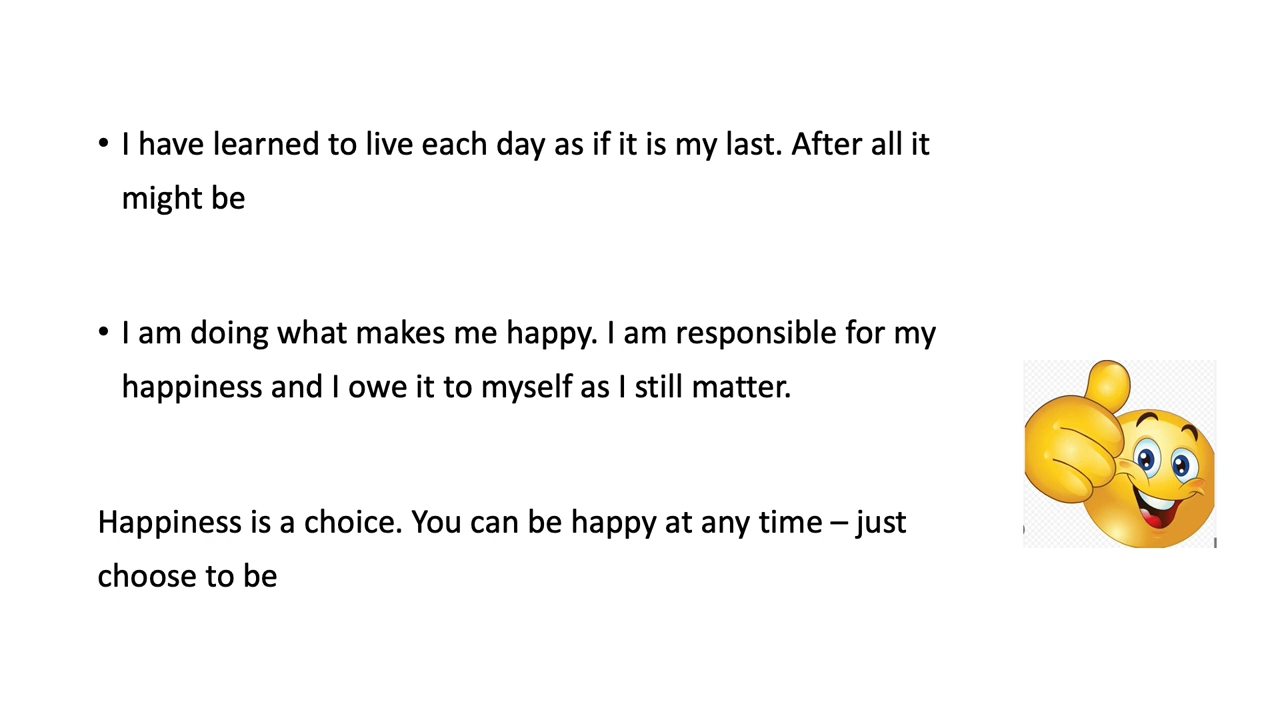 • I have learned to live each day as if it is my last. After all it
might be
• I am doing what makes me happy. I am responsible for my
happiness and I owe it to myself as I still matter.
Happiness is a choice. You can be happy at any time – just
choose to be